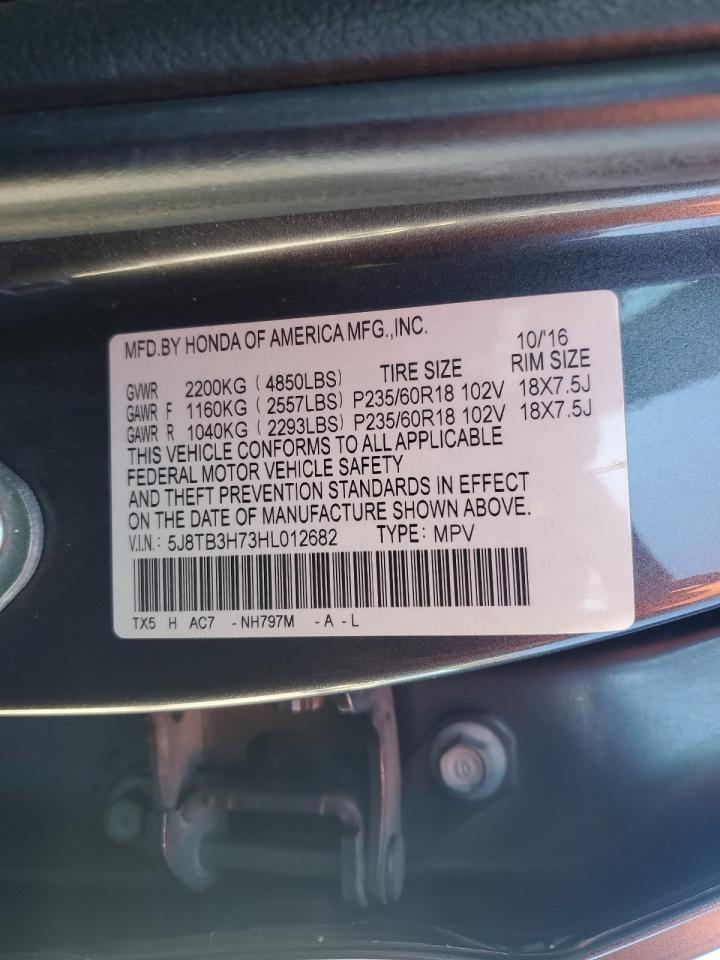 MFD.BY HONDA OF AMERICA MFG.,INC. 10/'16
GVWR 2200KG (4850LBS) TIRE SIZE RIM SIZE
GAWR F 1160KG (2557LBS) P235/60R18 102V 18X7.5J
GAWR R 1040KG (2293LBS) P235/60R18 102V 18X7.5J
THIS VEHICLE CONFORMS TO ALL APPLICABLE
FEDERAL MOTOR VEHICLE SAFETY
AND THEFT PREVENTION STANDARDS IN EFFECT
ON THE DATE OF MANUFACTURE SHOWN ABOVE.
V.I.N.: 5J8TB3H73HL012682 TYPE: MPV
TX5 H AC7 -NH797M -A -L
10